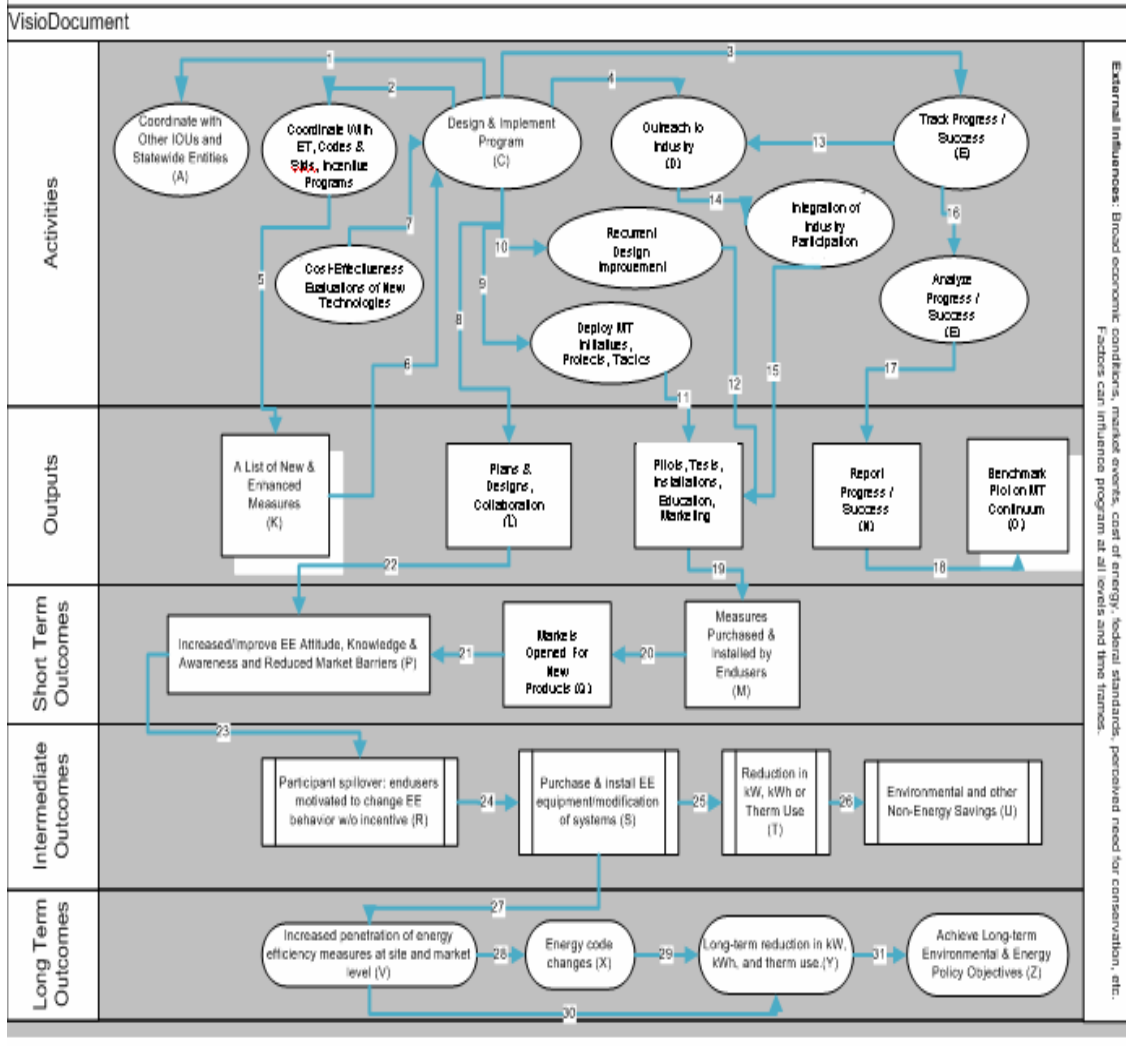 VisioDocument
Activities
1
2
3
4
Coordinate with
Other IOUs and
Statewide Entities
(A)
Coordinate With
ET, Codes &
Stds, Incentive
Programs
Design & Implement
Program
(C)
Outreach to
Industry
(D)
13
Track Progress /
Success
(E)
14
16
7
10
Recurrent
Design
Improvement
Integration of
Industry
Participation
5
Cost-Effectiveness
Evaluations of New
Technologies
9
8
Analyze
Progress /
Success
(E)
Deploy MT
Initiatives,
Projects, Tactics
6
12
15
17
11
Outputs
A List of New &
Enhanced
Measures
(K)
Plans &
Designs,
Collaboration
(L)
Pilots, Tests,
Installations,
Education,
Marketing
Report
Progress /
Success
(N)
Benchmark
Plot on MT
Continuum
(O)
22
19
18
Short Term
Outcomes
Increased/Improve EE Attitude, Knowledge &
Awareness and Reduced Market Barriers (P)
21
Markets
Opened For
New
Products (Q)
20
Measures
Purchased &
Installed by
Endusers
(M)
23
Intermediate
Outcomes
Participant spillover: endusers
motivated to change EE
behavior w/o incentive (R)
24
Purchase & install EE
equipment/modification
of systems (S)
25
Reduction in
kW, kWh or
Therm Use
(T)
26
Environmental and other
Non-Energy Savings (U)
27
Long Term
Outcomes
Increased penetration of energy
efficiency measures at site and market
level (V)
28
Energy code
changes (X)
29
Long-term reduction in kW,
kWh, and therm use.(Y)
31
Achieve Long-term
Environmental & Energy
Policy Objectives (Z)
30
External Influences: Broad economic conditions, market events, cost of energy, federal standards, perceived need for conservation, etc.
Factors can influence program at all levels and time frames.